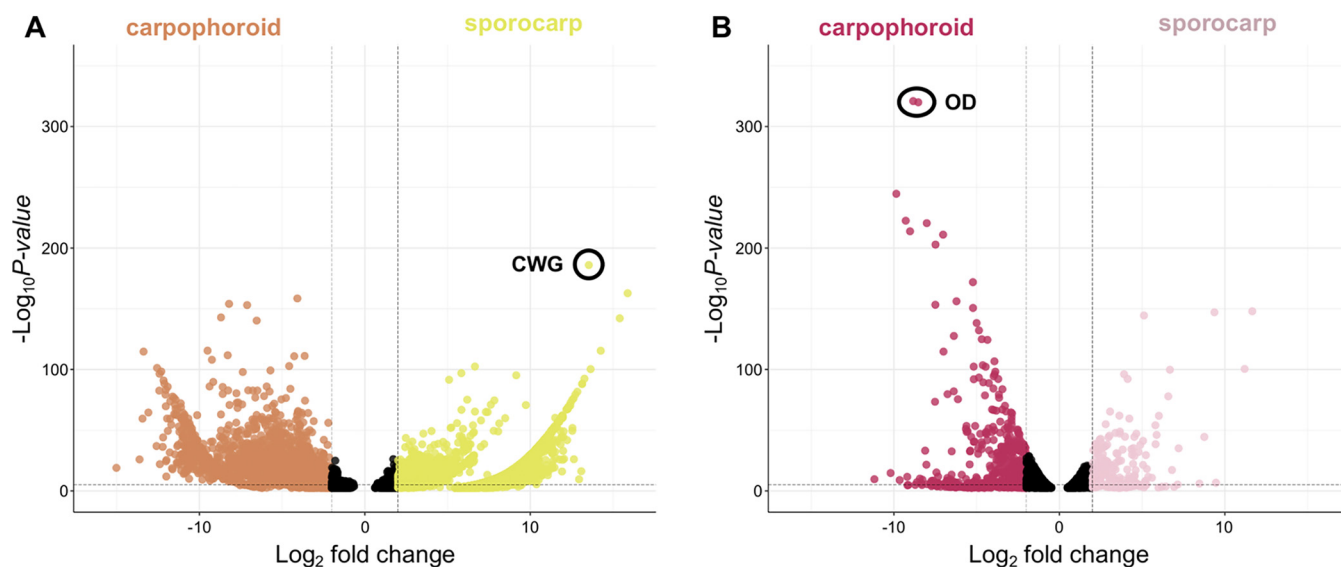 A
carpophoroid
sporocarp
300
200
100
0
-Log10P-value
CWG
-10
0
10
Log2 fold change
B
carpophoroid
sporocarp
300
200
100
0
-Log10P-value
OD
-10
0
10
Log2 fold change